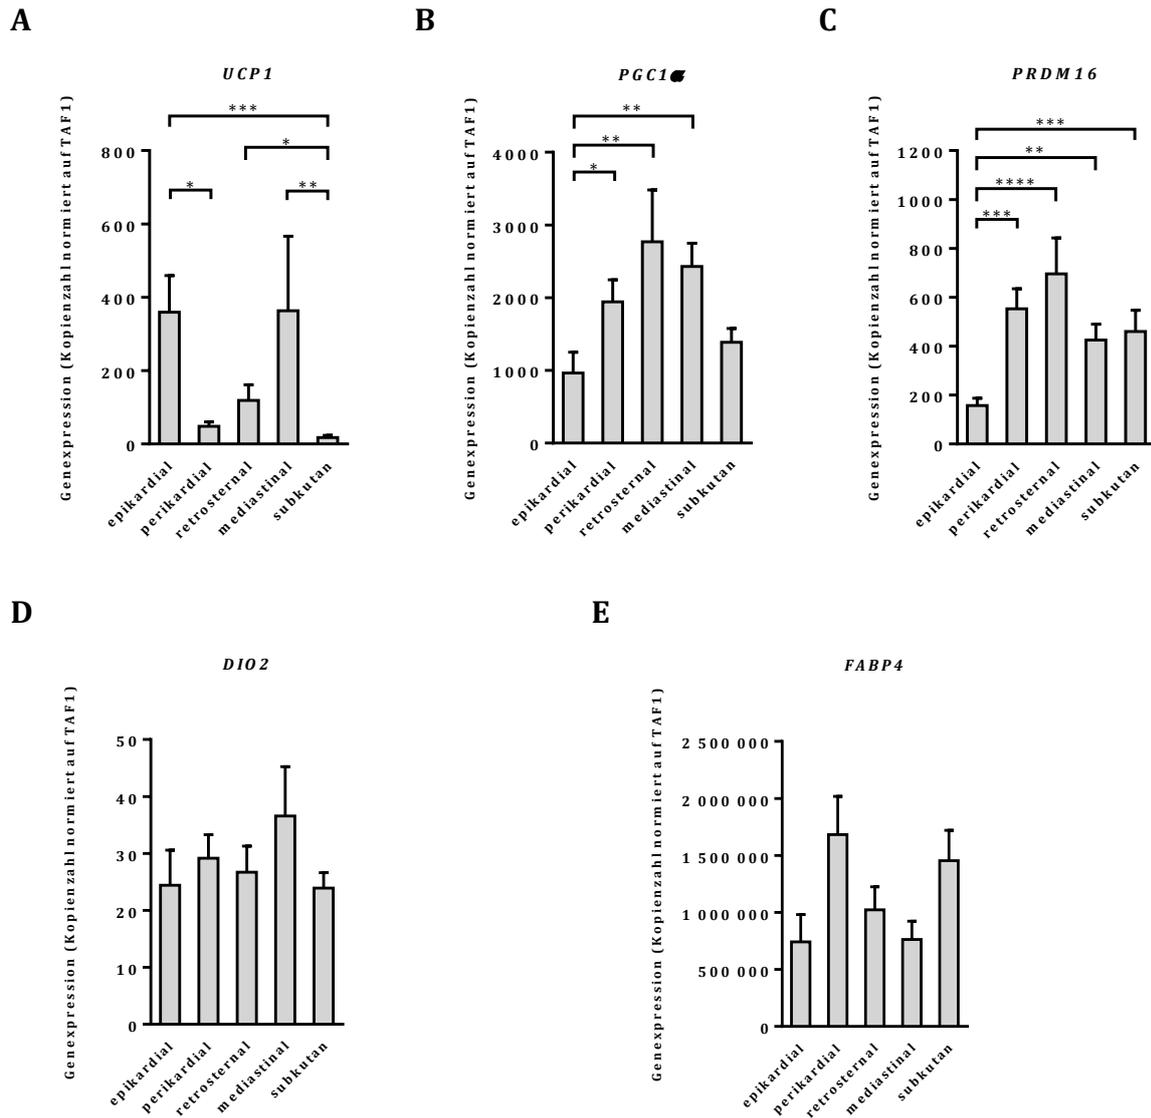 A
B
C
UCP1
Genexpression (Kopienzahl normiert auf TAF1)
800
600
400
200
0
***
*
*
**
epikardial
perikardial
retrosternal
mediastinal
subkutan
PGC1
Genexpression (Kopienzahl normiert auf TAF1)
4000
3000
2000
1000
0
**
**
*
epikardial
perikardial
retrosternal
mediastinal
subkutan
PRDM16
Genexpression (Kopienzahl normiert auf TAF1)
1200
1000
800
600
400
200
0
***
**
****
***
epikardial
perikardial
retrosternal
mediastinal
subkutan
D
E
DIO2
Genexpression (Kopienzahl normiert auf TAF1)
50
40
30
20
10
0
epikardial
perikardial
retrosternal
mediastinal
subkutan
FABP4
Genexpression (Kopienzahl normiert auf TAF1)
2 500 000
2 000 000
1 500 000
1 000 000
500 000
0
epikardial
perikardial
retrosternal
mediastinal
subkutan